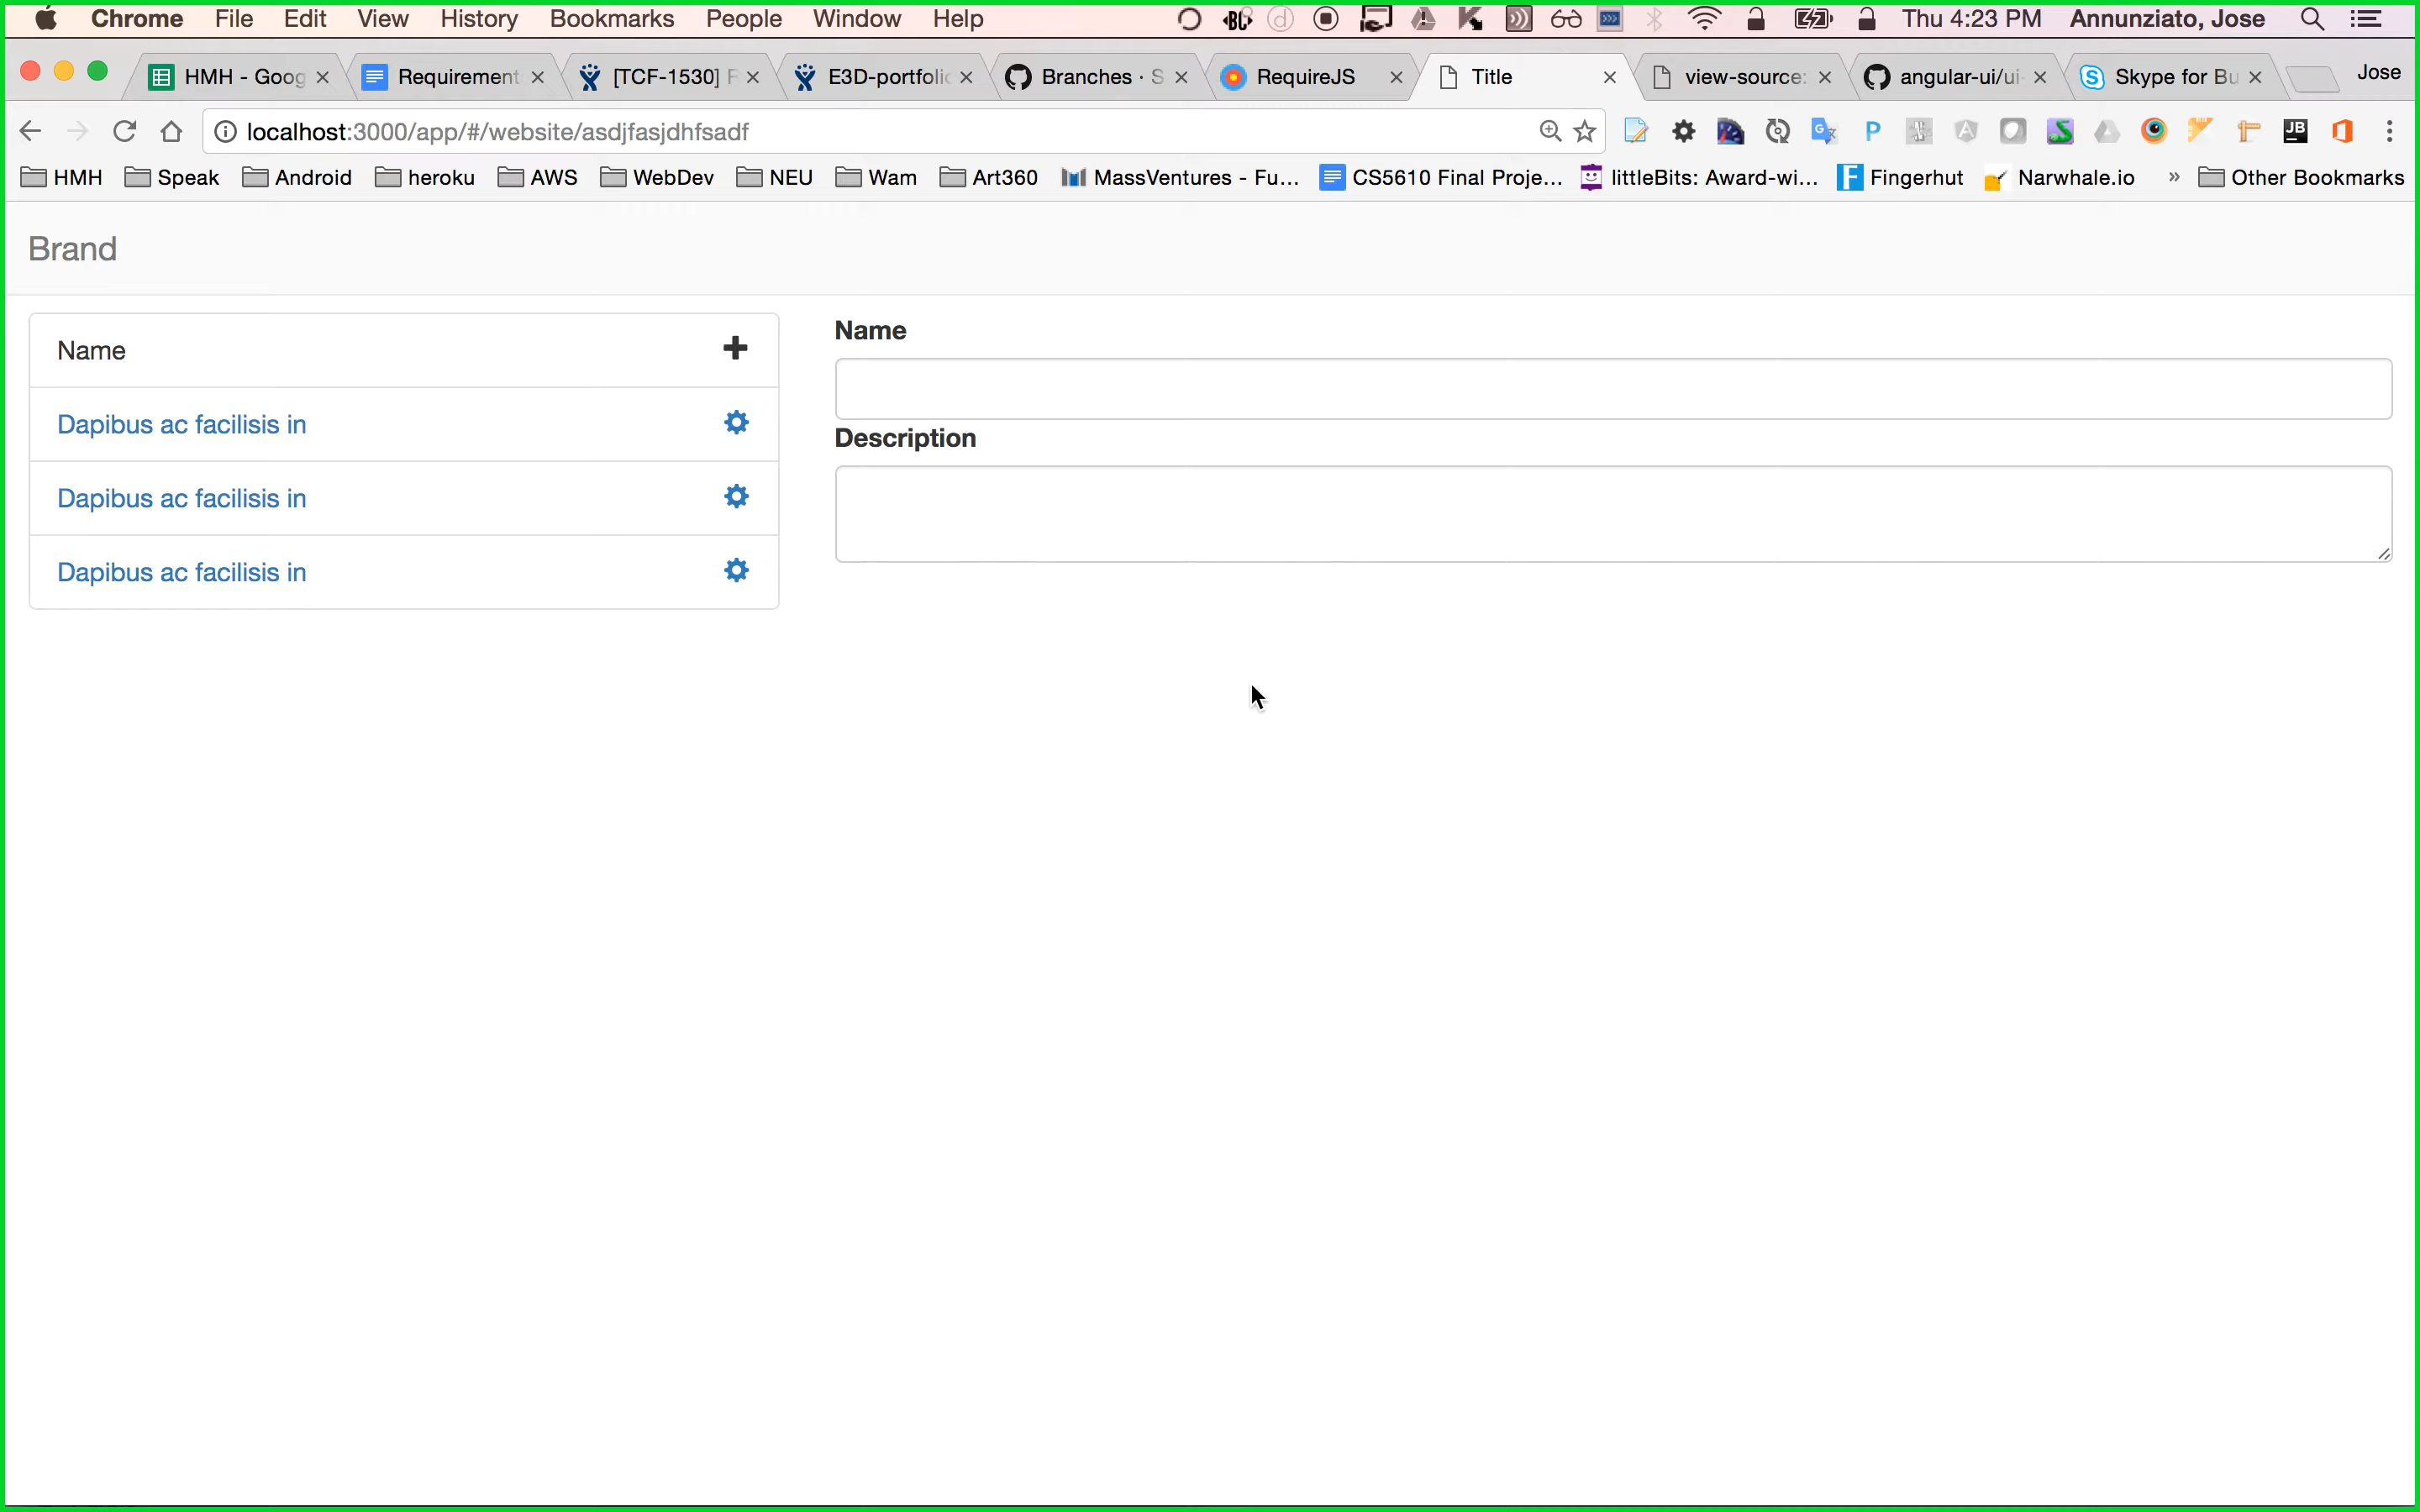 Chrome File Edit View History Bookmarks People Window Help Thu 4:23 PM Annunziato, Jose
HMH - Goog Requirement [TCF-1530] F E3D-portfolic Branches · S RequireJS Title view-source: angular-ui/ui- Skype for Bu Jose
localhost:3000/app/#/website/asdjfasjdhfsadf
HMH Speak Android heroku AWS WebDev NEU Wam Art360 MassVentures - Fu... CS5610 Final Proje... littleBits: Award-wi... Fingerhut Narwhale.io » Other Bookmarks
Brand
Name
Dapibus ac facilisis in
Dapibus ac facilisis in
Dapibus ac facilisis in
Name
Description